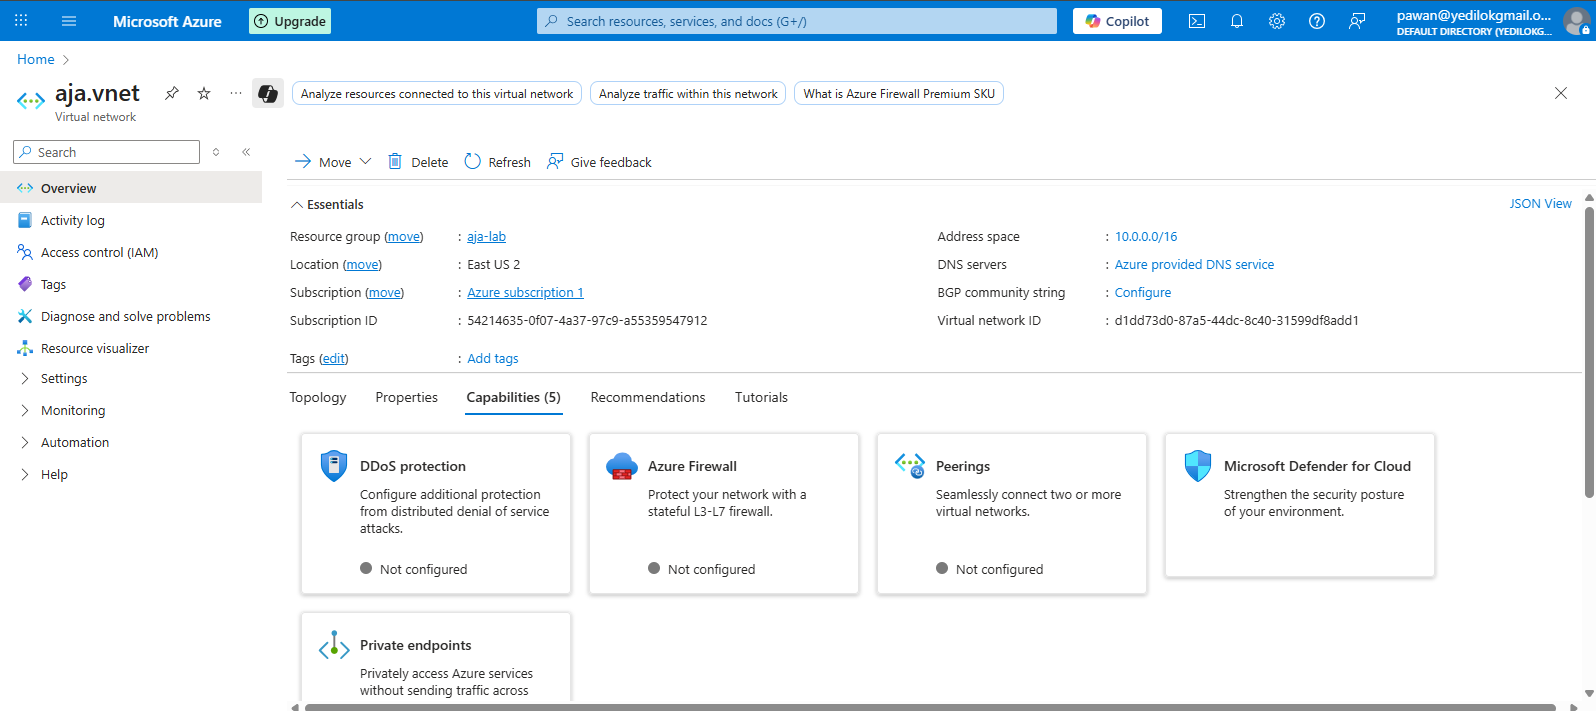 Microsoft Azure
Upgrade
Search resources, services, and docs (G+/)
Copilot
pawan@yedilokgmail.o...
DEFAULT DIRECTORY (YEDILOKG...
Home
aja.vnet
Virtual network
Analyze resources connected to this virtual network
Analyze traffic within this network
What is Azure Firewall Premium SKU
Search
Overview
Activity log
Access control (IAM)
Tags
Diagnose and solve problems
Resource visualizer
Settings
Monitoring
Automation
Help
Move
Delete
Refresh
Give feedback
Essentials
JSON View
Resource group (move) : aja-lab
Location (move) : East US 2
Subscription (move) : Azure subscription 1
Subscription ID : 54214635-0f07-4a37-97c9-a55359547912
Address space : 10.0.0.0/16
DNS servers : Azure provided DNS service
BGP community string : Configure
Virtual network ID : d1dd73d0-87a5-44dc-8c40-31599df8add1
Tags (edit) : Add tags
Topology
Properties
Capabilities (5)
Recommendations
Tutorials
DDoS protection
Configure additional protection
from distributed denial of service
attacks.
Not configured
Azure Firewall
Protect your network with a
stateful L3-L7 firewall.
Not configured
Peerings
Seamlessly connect two or more
virtual networks.
Not configured
Microsoft Defender for Cloud
Strengthen the security posture
of your environment.
Private endpoints
Privately access Azure services
without sending traffic across